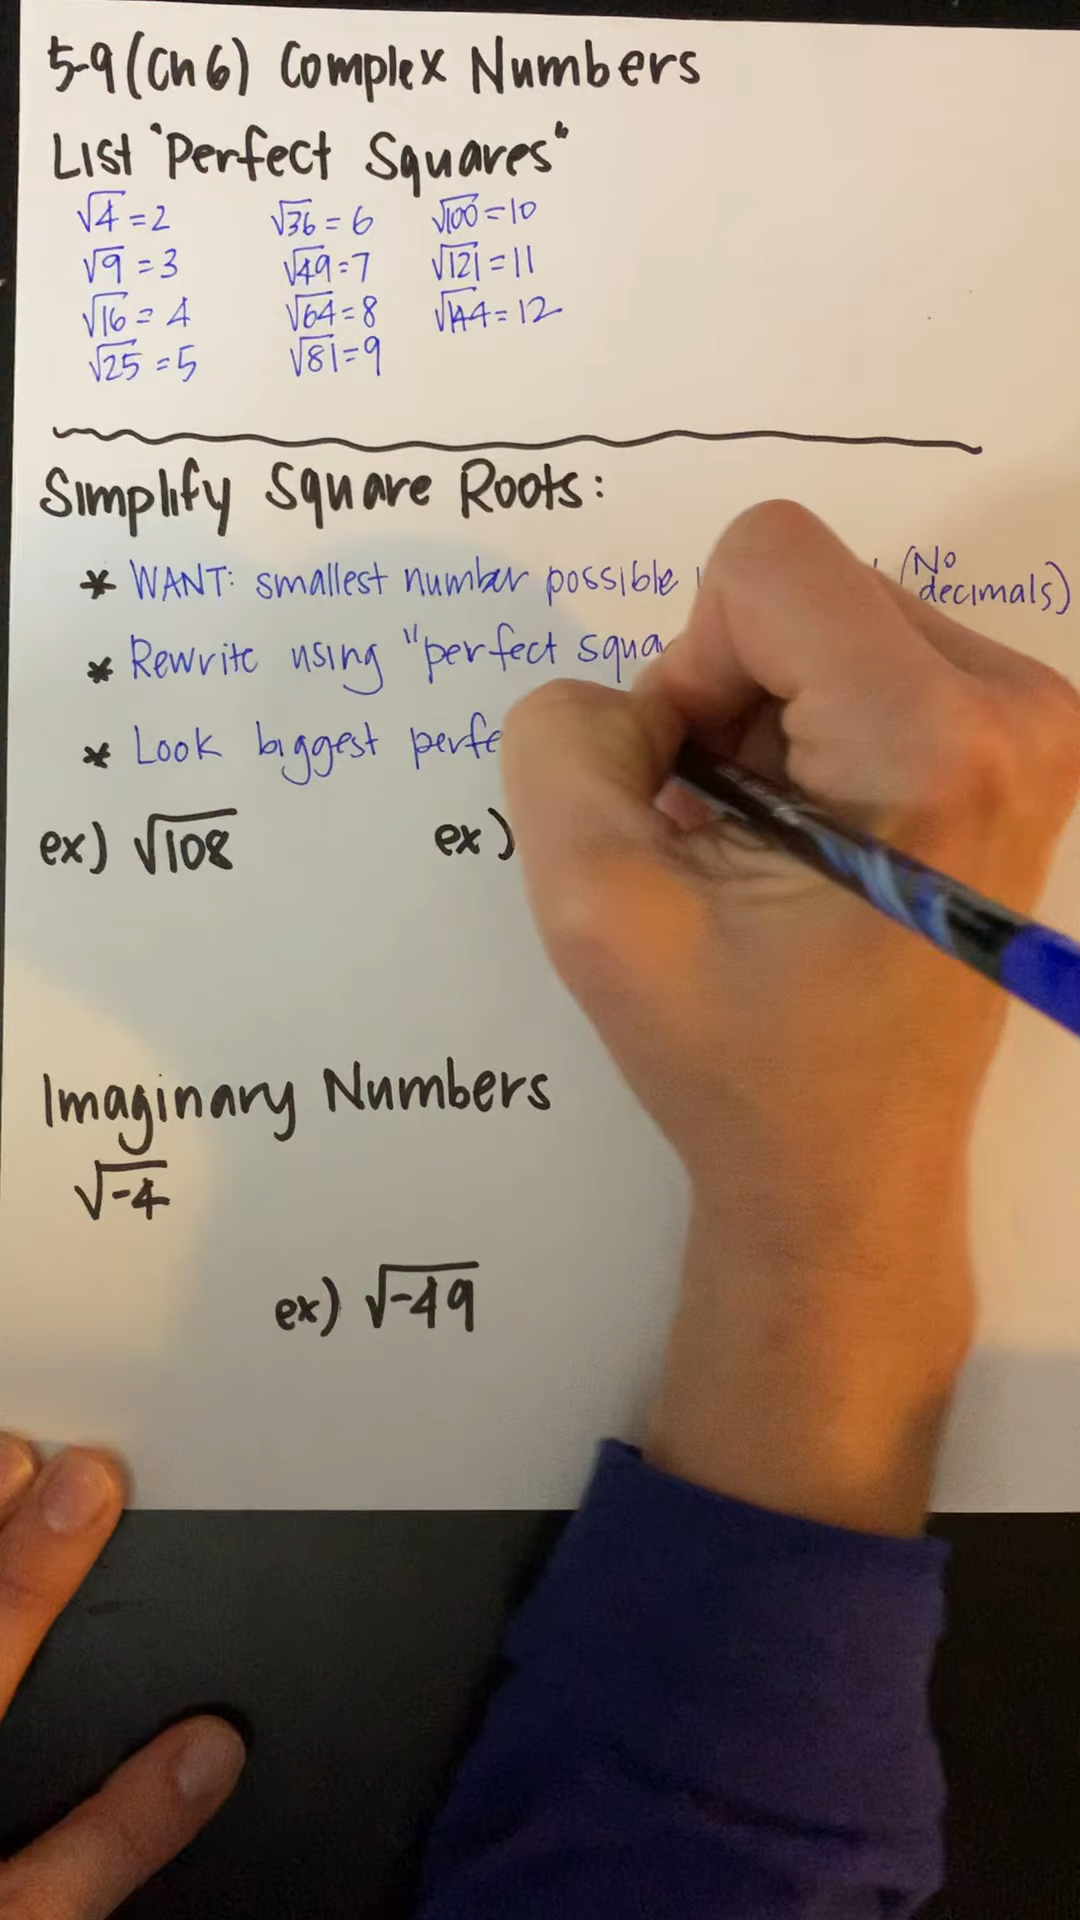 5-9 (Ch 6) Complex Numbers
List "Perfect Squares"
√4 = 2 √36 = 6 √100 = 10
√9 = 3 √49 = 7 √121 = 11
√16 = 4 √64 = 8 √144 = 12
√25 = 5 √81 = 9
Simplify Square Roots:
* WANT: smallest number possible (No decimals)
* Rewrite using "perfect
* Look biggest
ex) √108 ex)
Imaginary Numbers
√-4
ex) √-49